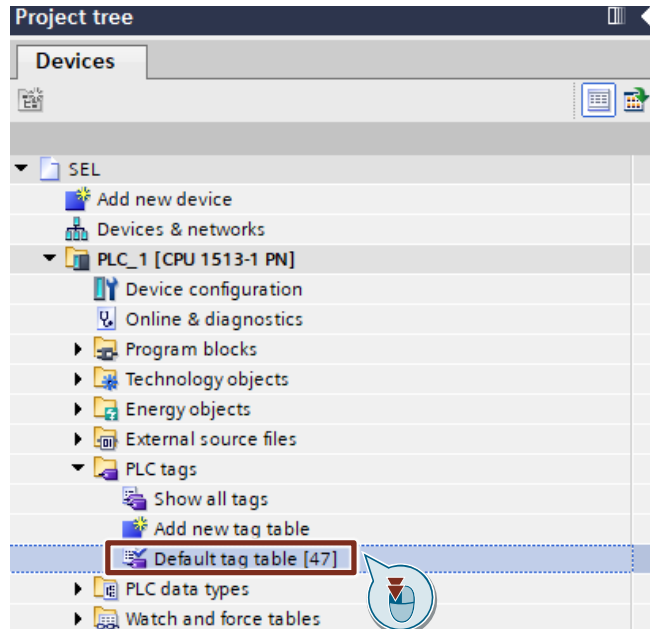 Project tree
Devices
SEL
Add new device
Devices & networks
PLC_1 [CPU 1513-1 PN]
Device configuration
Online & diagnostics
Program blocks
Technology objects
Energy objects
External source files
PLC tags
Show all tags
Add new tag table
Default tag table [47]
PLC data types
Watch and force tables